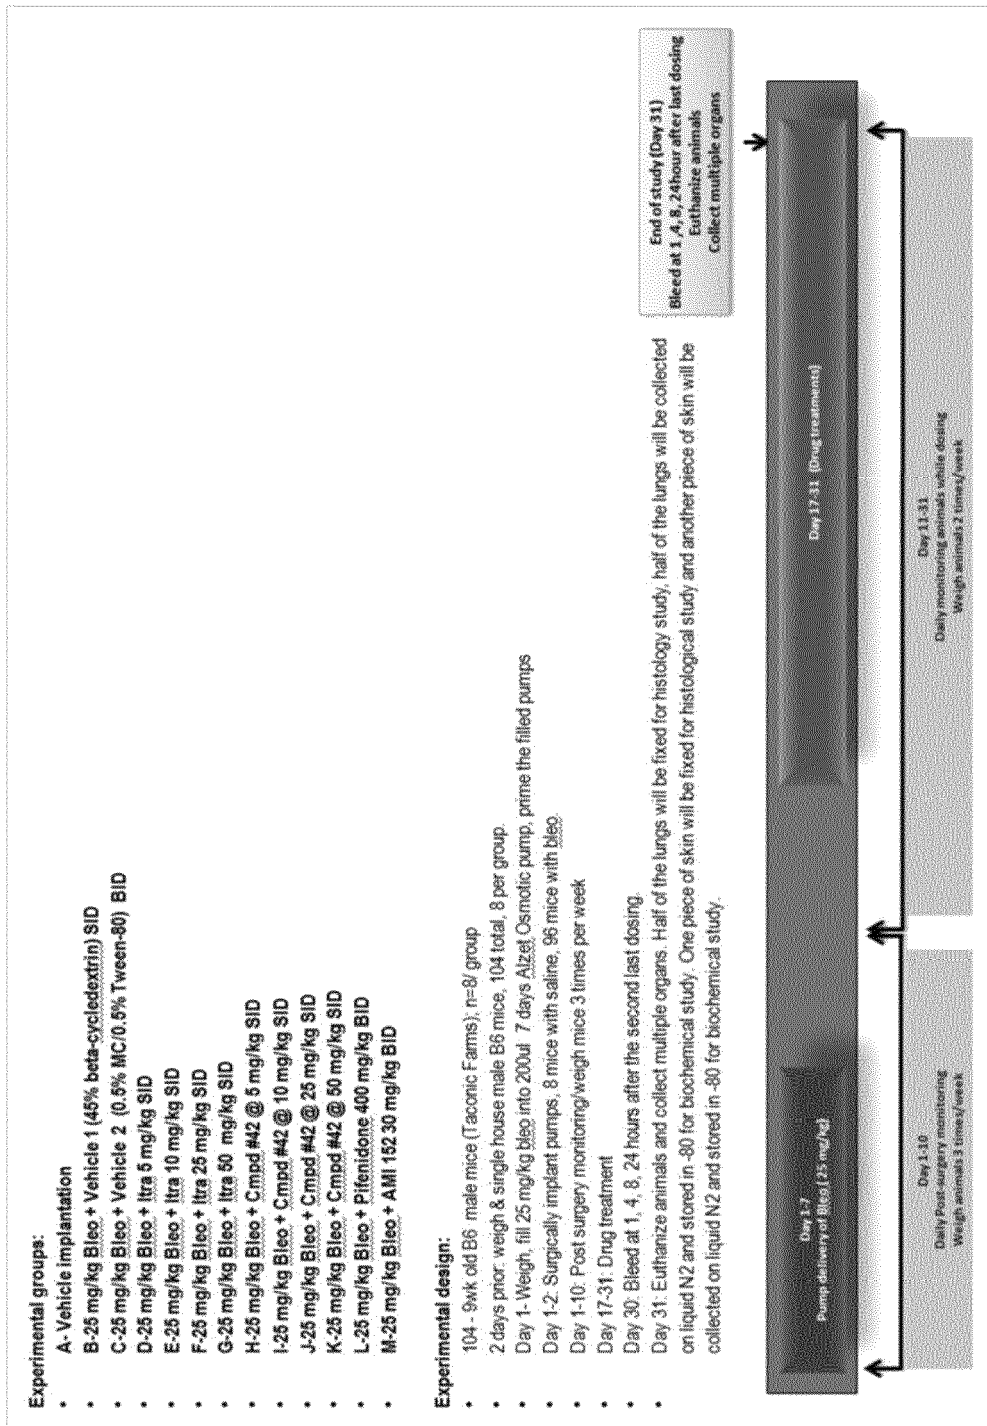 Experimental groups:
• A- Vehicle implantation
• B-25 mg/kg Bleo + Vehicle 1 (45% beta-cycledextrin) SID
• C-25 mg/kg Bleo + Vehicle 2 (0.5% MC/0.5% Tween-80) BID
• D-25 mg/kg Bleo + Itra 5 mg/kg SID
• E-25 mg/kg Bleo + Itra 10 mg/kg SID
• F-25 mg/kg Bleo + Itra 25 mg/kg SID
• G-25 mg/kg Bleo + Itra 50 mg/kg SID
• H-25 mg/kg Bleo + Cmpd #42 @ 5 mg/kg SID
• I-25 mg/kg Bleo + Cmpd #42 @ 10 mg/kg SID
• J-25 mg/kg Bleo + Cmpd #42 @ 25 mg/kg SID
• K-25 mg/kg Bleo + Cmpd #42 @ 50 mg/kg SID
• L-25 mg/kg Bleo + Pifenidone 400 mg/kg BID
• M-25 mg/kg Bleo + AMI 152 30 mg/kg BID
Experimental design:
• 104 - 9wk old B6 male mice (Taconic Farms); n=8/ group
• 2 days prior: weigh & single house male B6 mice, 104 total, 8 per group.
• Day 1- Weigh, fill 25 mg/kg bleo into 200ul 7 days Alzet Osmotic pump, prime the filled pumps
• Day 1-2: Surgically implant pumps, 8 mice with saline, 96 mice with bleo.
• Day 1-10: Post surgery monitoring/weigh mice 3 times per week
• Day 17-31: Drug treatment
• Day 30: Bleed at 1, 4, 8, 24 hours after the second last dosing.
• Day 31: Euthanize animals and collect multiple organs. Half of the lungs will be fixed for histology study, half of the lungs will be collected
on liquid N2 and stored in -80 for biochemicial study. One piece of skin will be fixed for histological study and another piece of skin will be
collected on liquid N2 and stored in -80 for biochemical study.
End of study (Day 31)
Bleed at 1, 4, 8, 24 hour after last dosing
Euthanize animals
Collect multiple organs
Day 1-7
Pump delivery of Bleo (25 mg/kg)
Day 17-31 (Drug treatments)
Day 1-10
Daily Post-surgery monitoring
Weigh animals 3 times/week
Day 11-31
Daily monitoring animals while dosing
Weigh animals 2 times/week